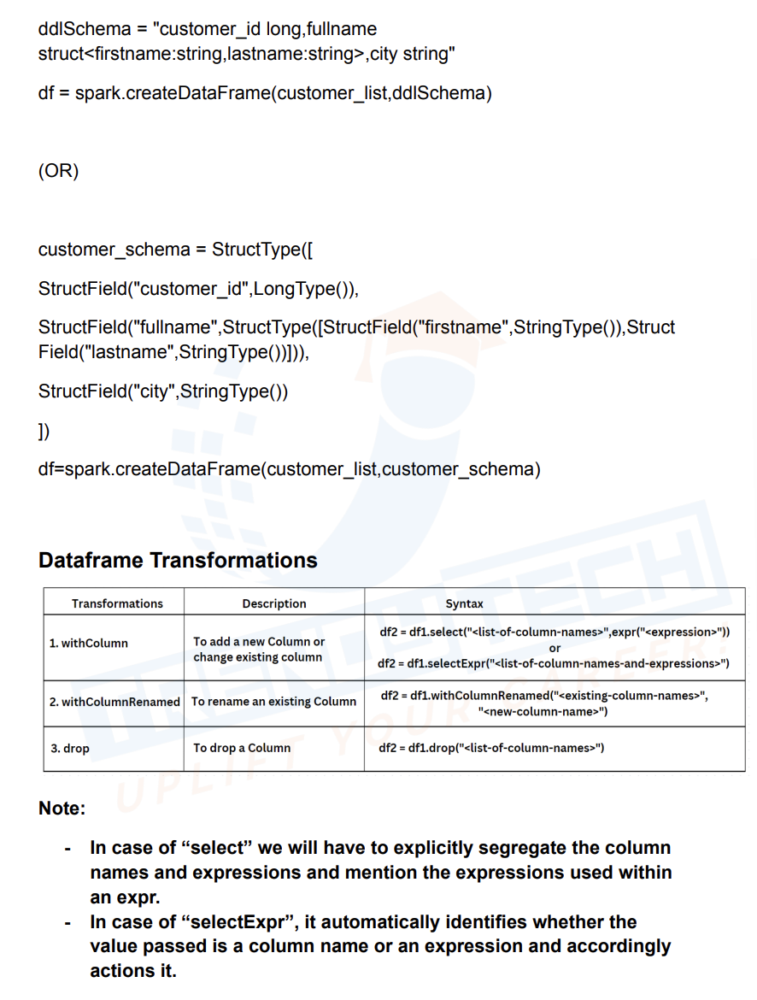 ddlSchema = "customer_id long,fullname
struct<firstname:string,lastname:string>,city string"
df = spark.createDataFrame(customer_list,ddlSchema)
(OR)
customer_schema = StructType([
StructField("customer_id",LongType()),
StructField("fullname",StructType([StructField("firstname",StringType()),Struct
Field("lastname",StringType())])),
StructField("city",StringType())
])
df=spark.createDataFrame(customer_list,customer_schema)
Dataframe Transformations
Transformations Description Syntax
1. withColumn
To add a new Column or
change existing column
df2 = df1.select("<list-of-column-names>",expr("<expression>"))
or
df2 = df1.selectExpr("<list-of-column-names-and-expressions>")
2. withColumnRenamed
To rename an existing Column
df2 = df1.withColumnRenamed("<existing-column-names>",
"<new-column-name>")
3. drop
To drop a Column
df2 = df1.drop("<list-of-column-names>")
TRENDYTECH
UPLIFT YOUR CAREER!
Note:
- In case of “select” we will have to explicitly segregate the column
names and expressions and mention the expressions used within
an expr.
- In case of “selectExpr”, it automatically identifies whether the
value passed is a column name or an expression and accordingly
actions it.